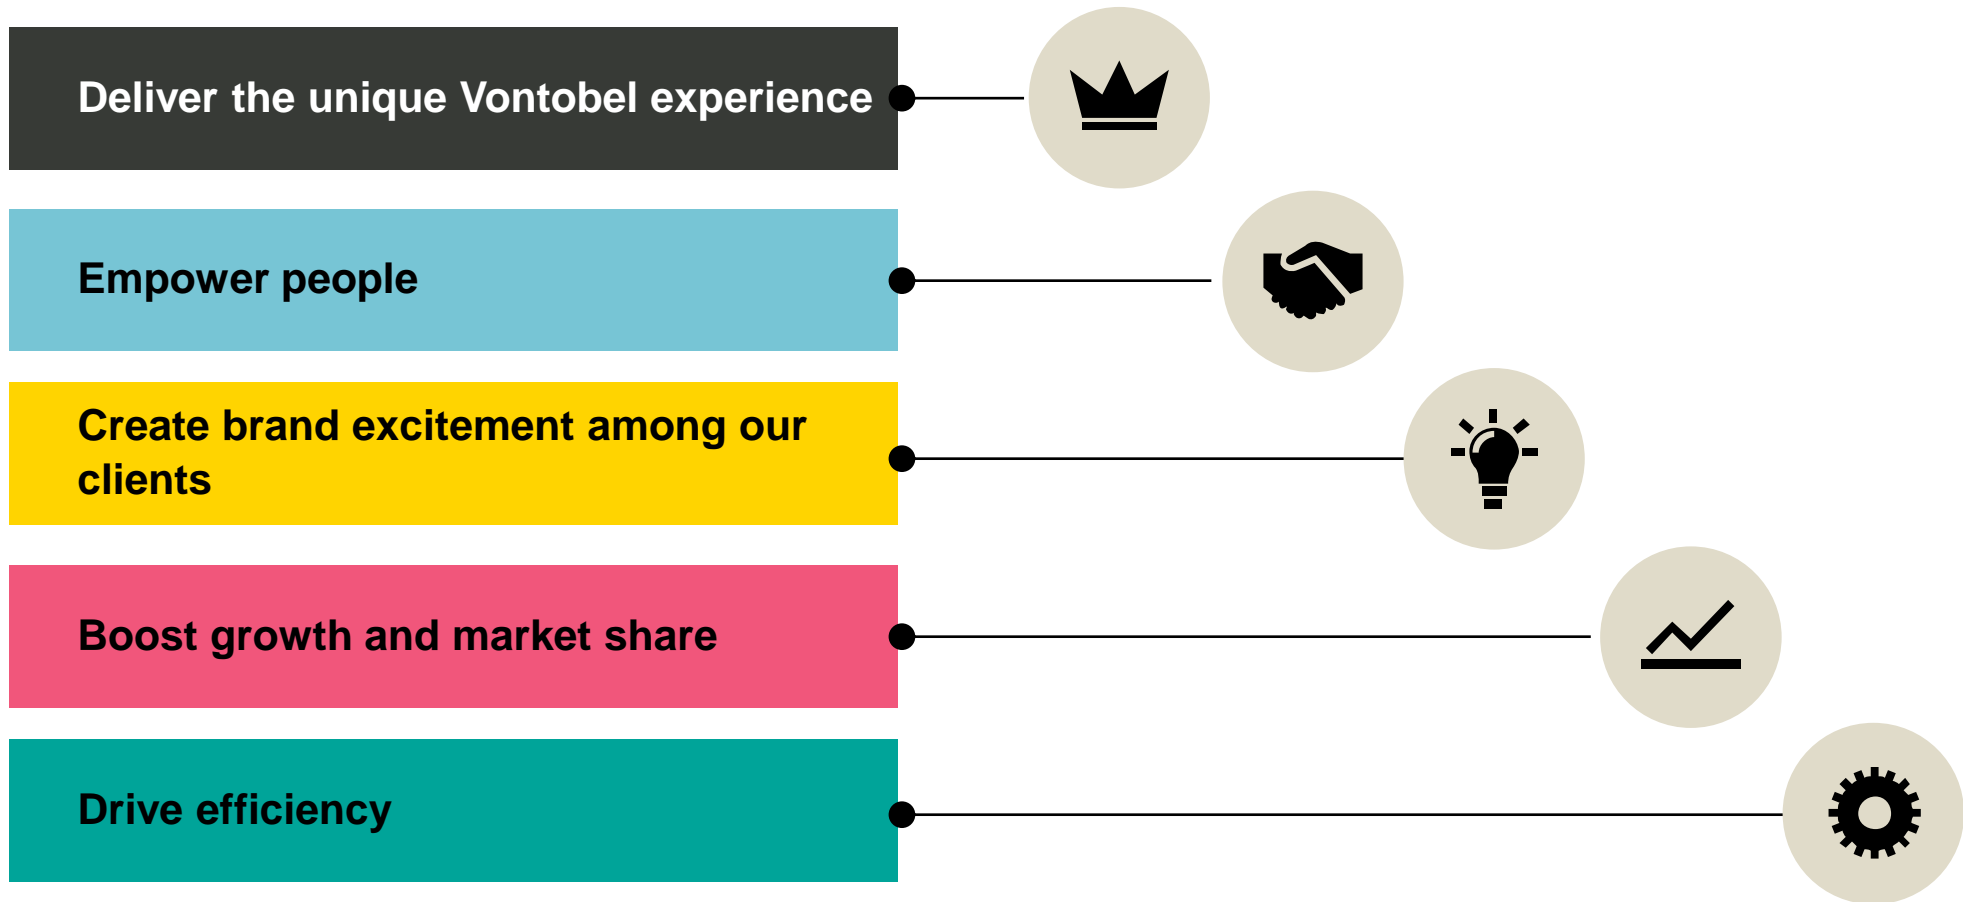 Deliver the unique Vontobel experience
Empower people
Create brand excitement among our
clients
Boost growth and market share
Drive efficiency